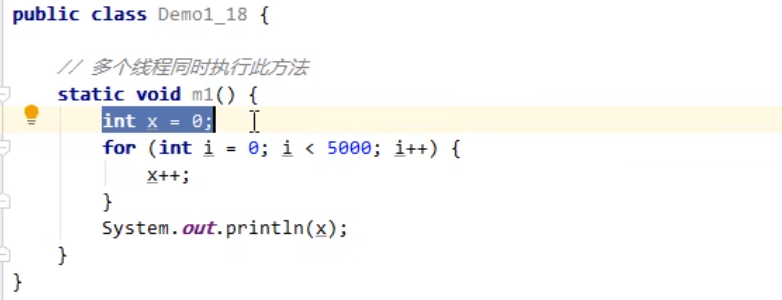 public class Demo1_18 {
// 多个线程同时执行此方法
static void m1() {
int x = 0;
for (int i = 0; i < 5000; i++) {
x++;
}
System.out.println(x);
}
}